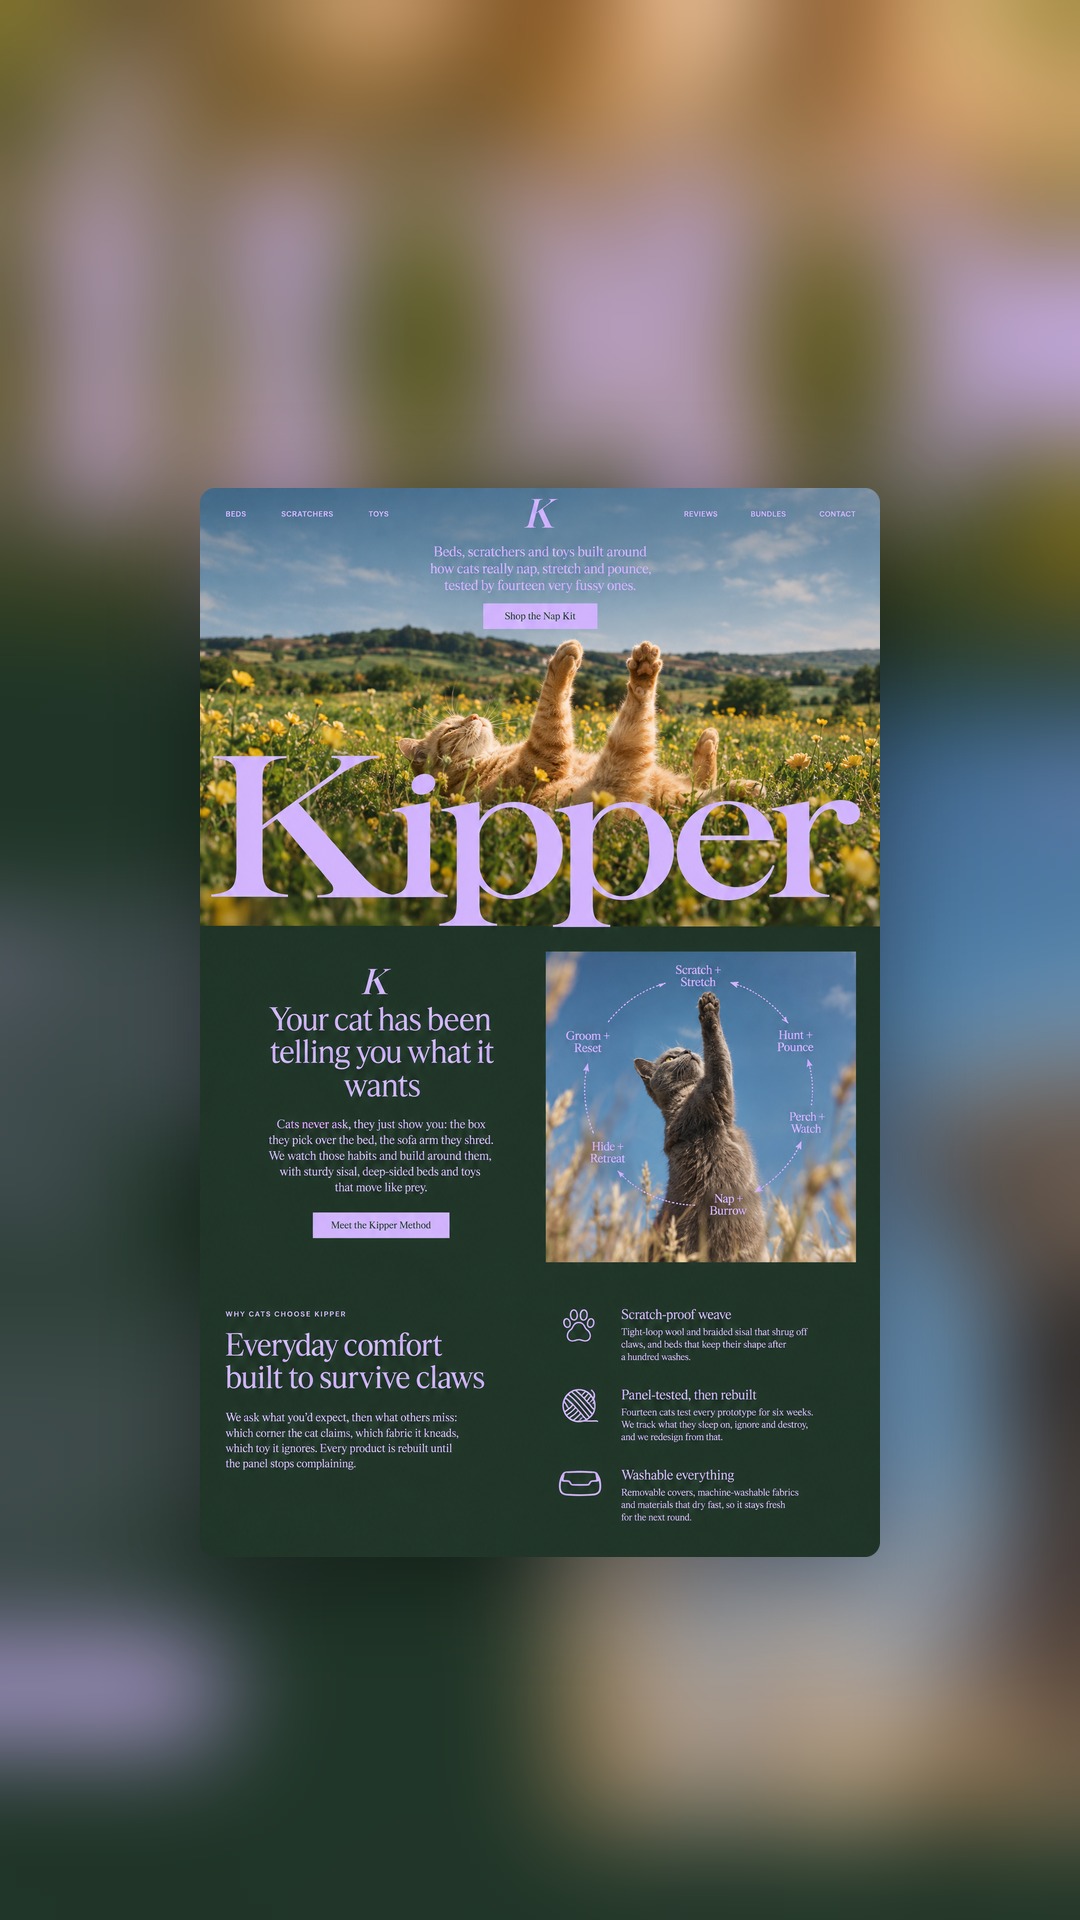 BEDS SCRATCHERS TOYS K REVIEWS BUNDLES CONTACT
Beds, scratchers and toys built around
how cats really nap, stretch and pounce,
tested by fourteen very fussy ones.
Shop the Nap Kit
Kipper
K
Your cat has been
telling you what it
wants
Cats never ask, they just show you: the box
they pick over the bed, the sofa arm they shred.
We watch those habits and build around them,
with sturdy sisal, deep-sided beds and toys
that move like prey.
Meet the Kipper Method
Scratch +
Stretch
Hunt +
Pounce
Perch +
Watch
Nap +
Burrow
Hide +
Retreat
Groom +
Reset
WHY CATS CHOOSE KIPPER
Everyday comfort
built to survive claws
We ask what you'd expect, then what others miss:
which corner the cat claims, which fabric it kneads,
which toy it ignores. Every product is rebuilt until
the panel stops complaining.
Scratch-proof weave
Tight-loop wool and braided sisal that shrug off
claws, and beds that keep their shape after
a hundred washes.
Panel-tested, then rebuilt
Fourteen cats test every prototype for six weeks.
We track what they sleep on, ignore and destroy,
and we redesign from that.
Washable everything
Removable covers, machine-washable fabrics
and materials that dry fast, so it stays fresh
for the next round.